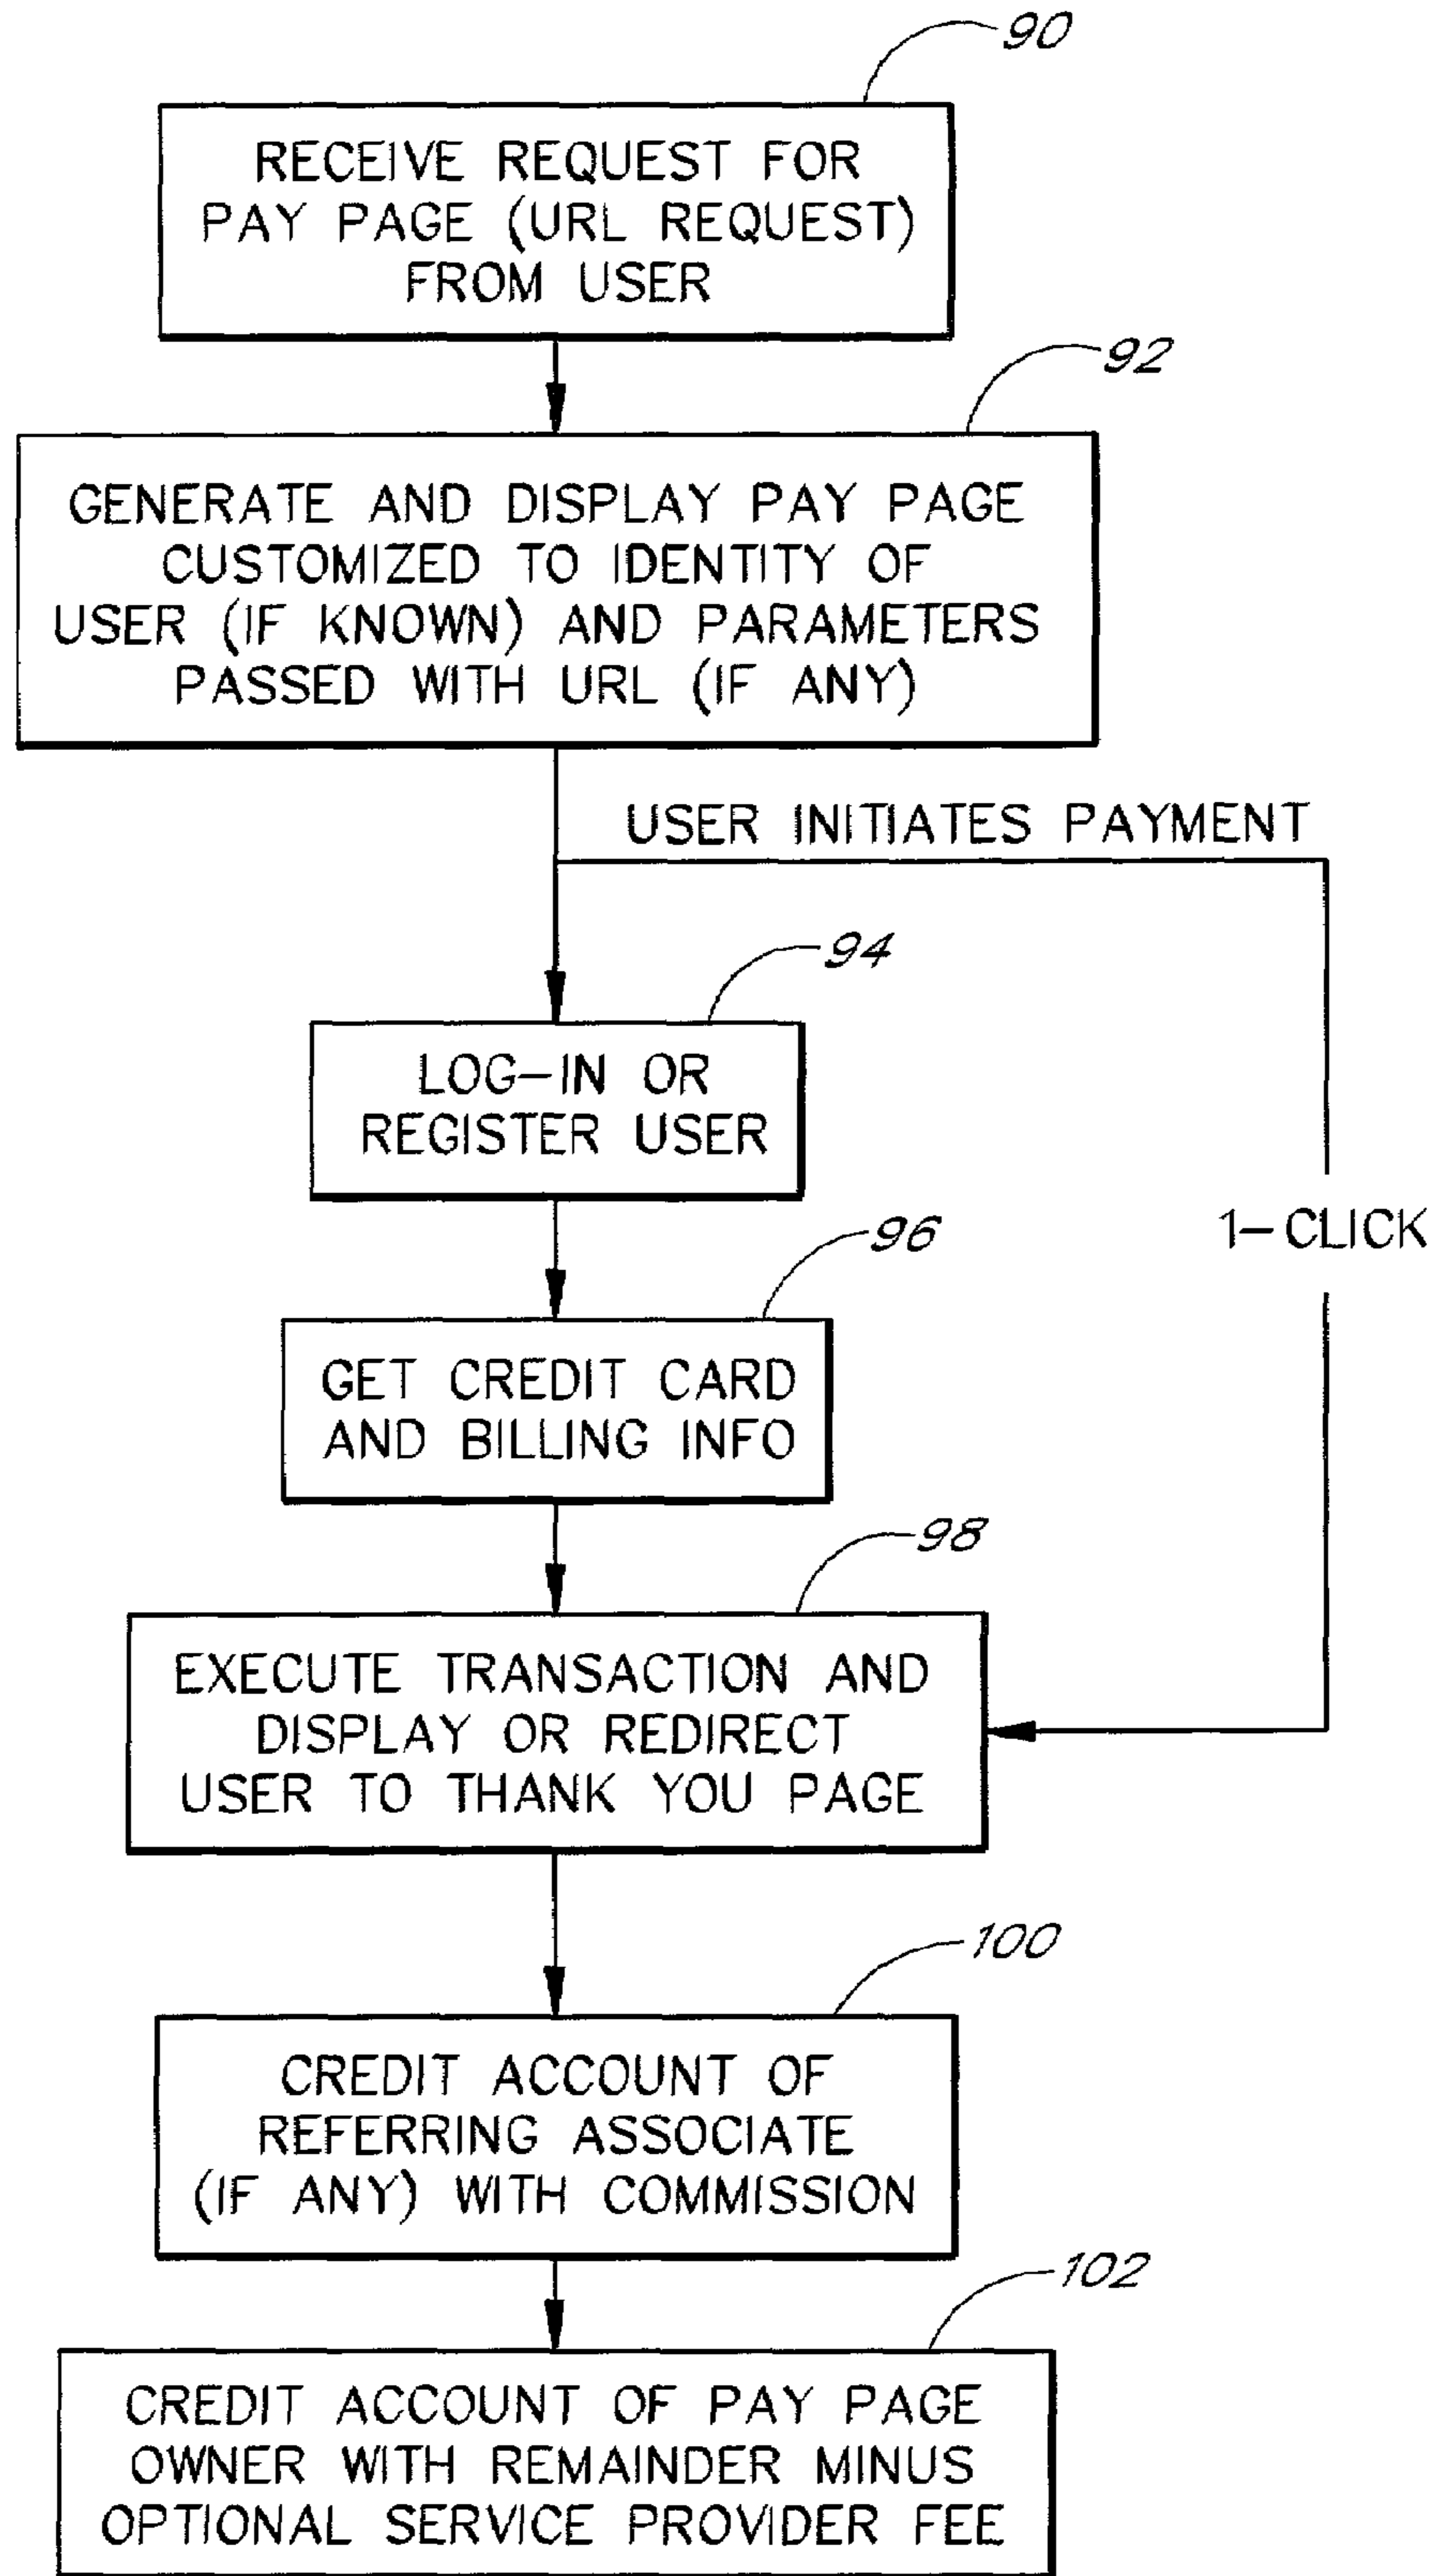 90
RECEIVE REQUEST FOR
PAY PAGE (URL REQUEST)
FROM USER
92
GENERATE AND DISPLAY PAY PAGE
CUSTOMIZED TO IDENTITY OF
USER (IF KNOWN) AND PARAMETERS
PASSED WITH URL (IF ANY)
USER INITIATES PAYMENT
94
LOG-IN OR
REGISTER USER
1-CLICK
96
GET CREDIT CARD
AND BILLING INFO
98
EXECUTE TRANSACTION AND
DISPLAY OR REDIRECT
USER TO THANK YOU PAGE
100
CREDIT ACCOUNT OF
REFERRING ASSOCIATE
(IF ANY) WITH COMMISSION
102
CREDIT ACCOUNT OF PAY PAGE
OWNER WITH REMAINDER MINUS
OPTIONAL SERVICE PROVIDER FEE